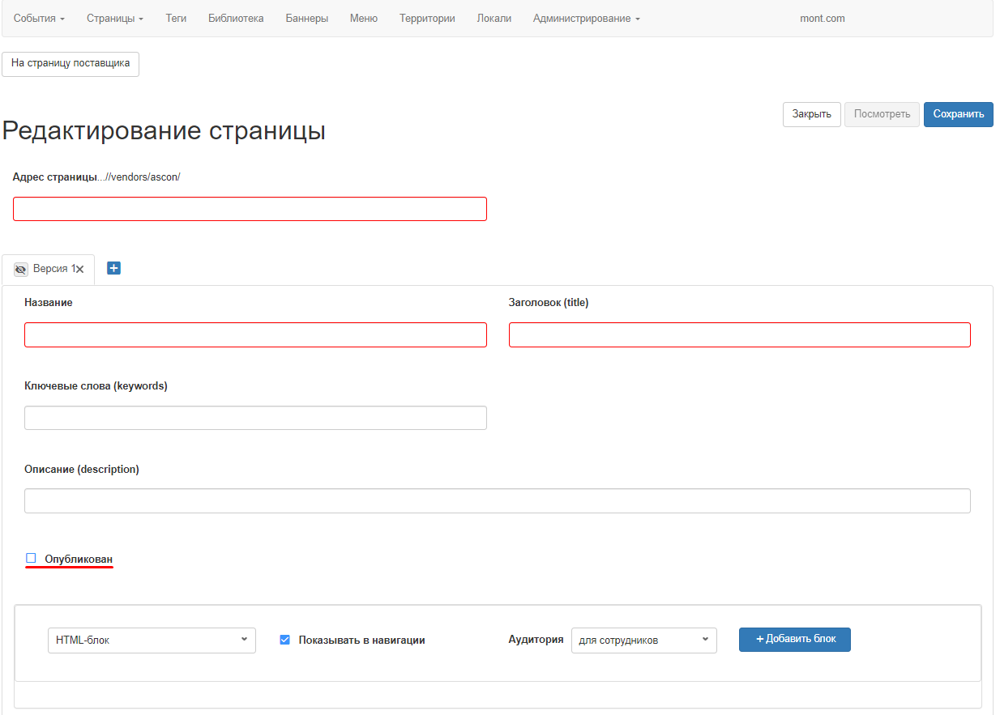 События Страницы Теги Библиотека Баннеры Меню Территории Локали Администрирование mont.com
На страницу поставщика
Закрыть Посмотреть Сохранить
Редактирование страницы
Адрес страницы...//vendors/ascon/
Версия 1
Название Заголовок (title)
Ключевые слова (keywords)
Описание (description)
Опубликован
HTML-блок Показывать в навигации Аудитория для сотрудников + Добавить блок